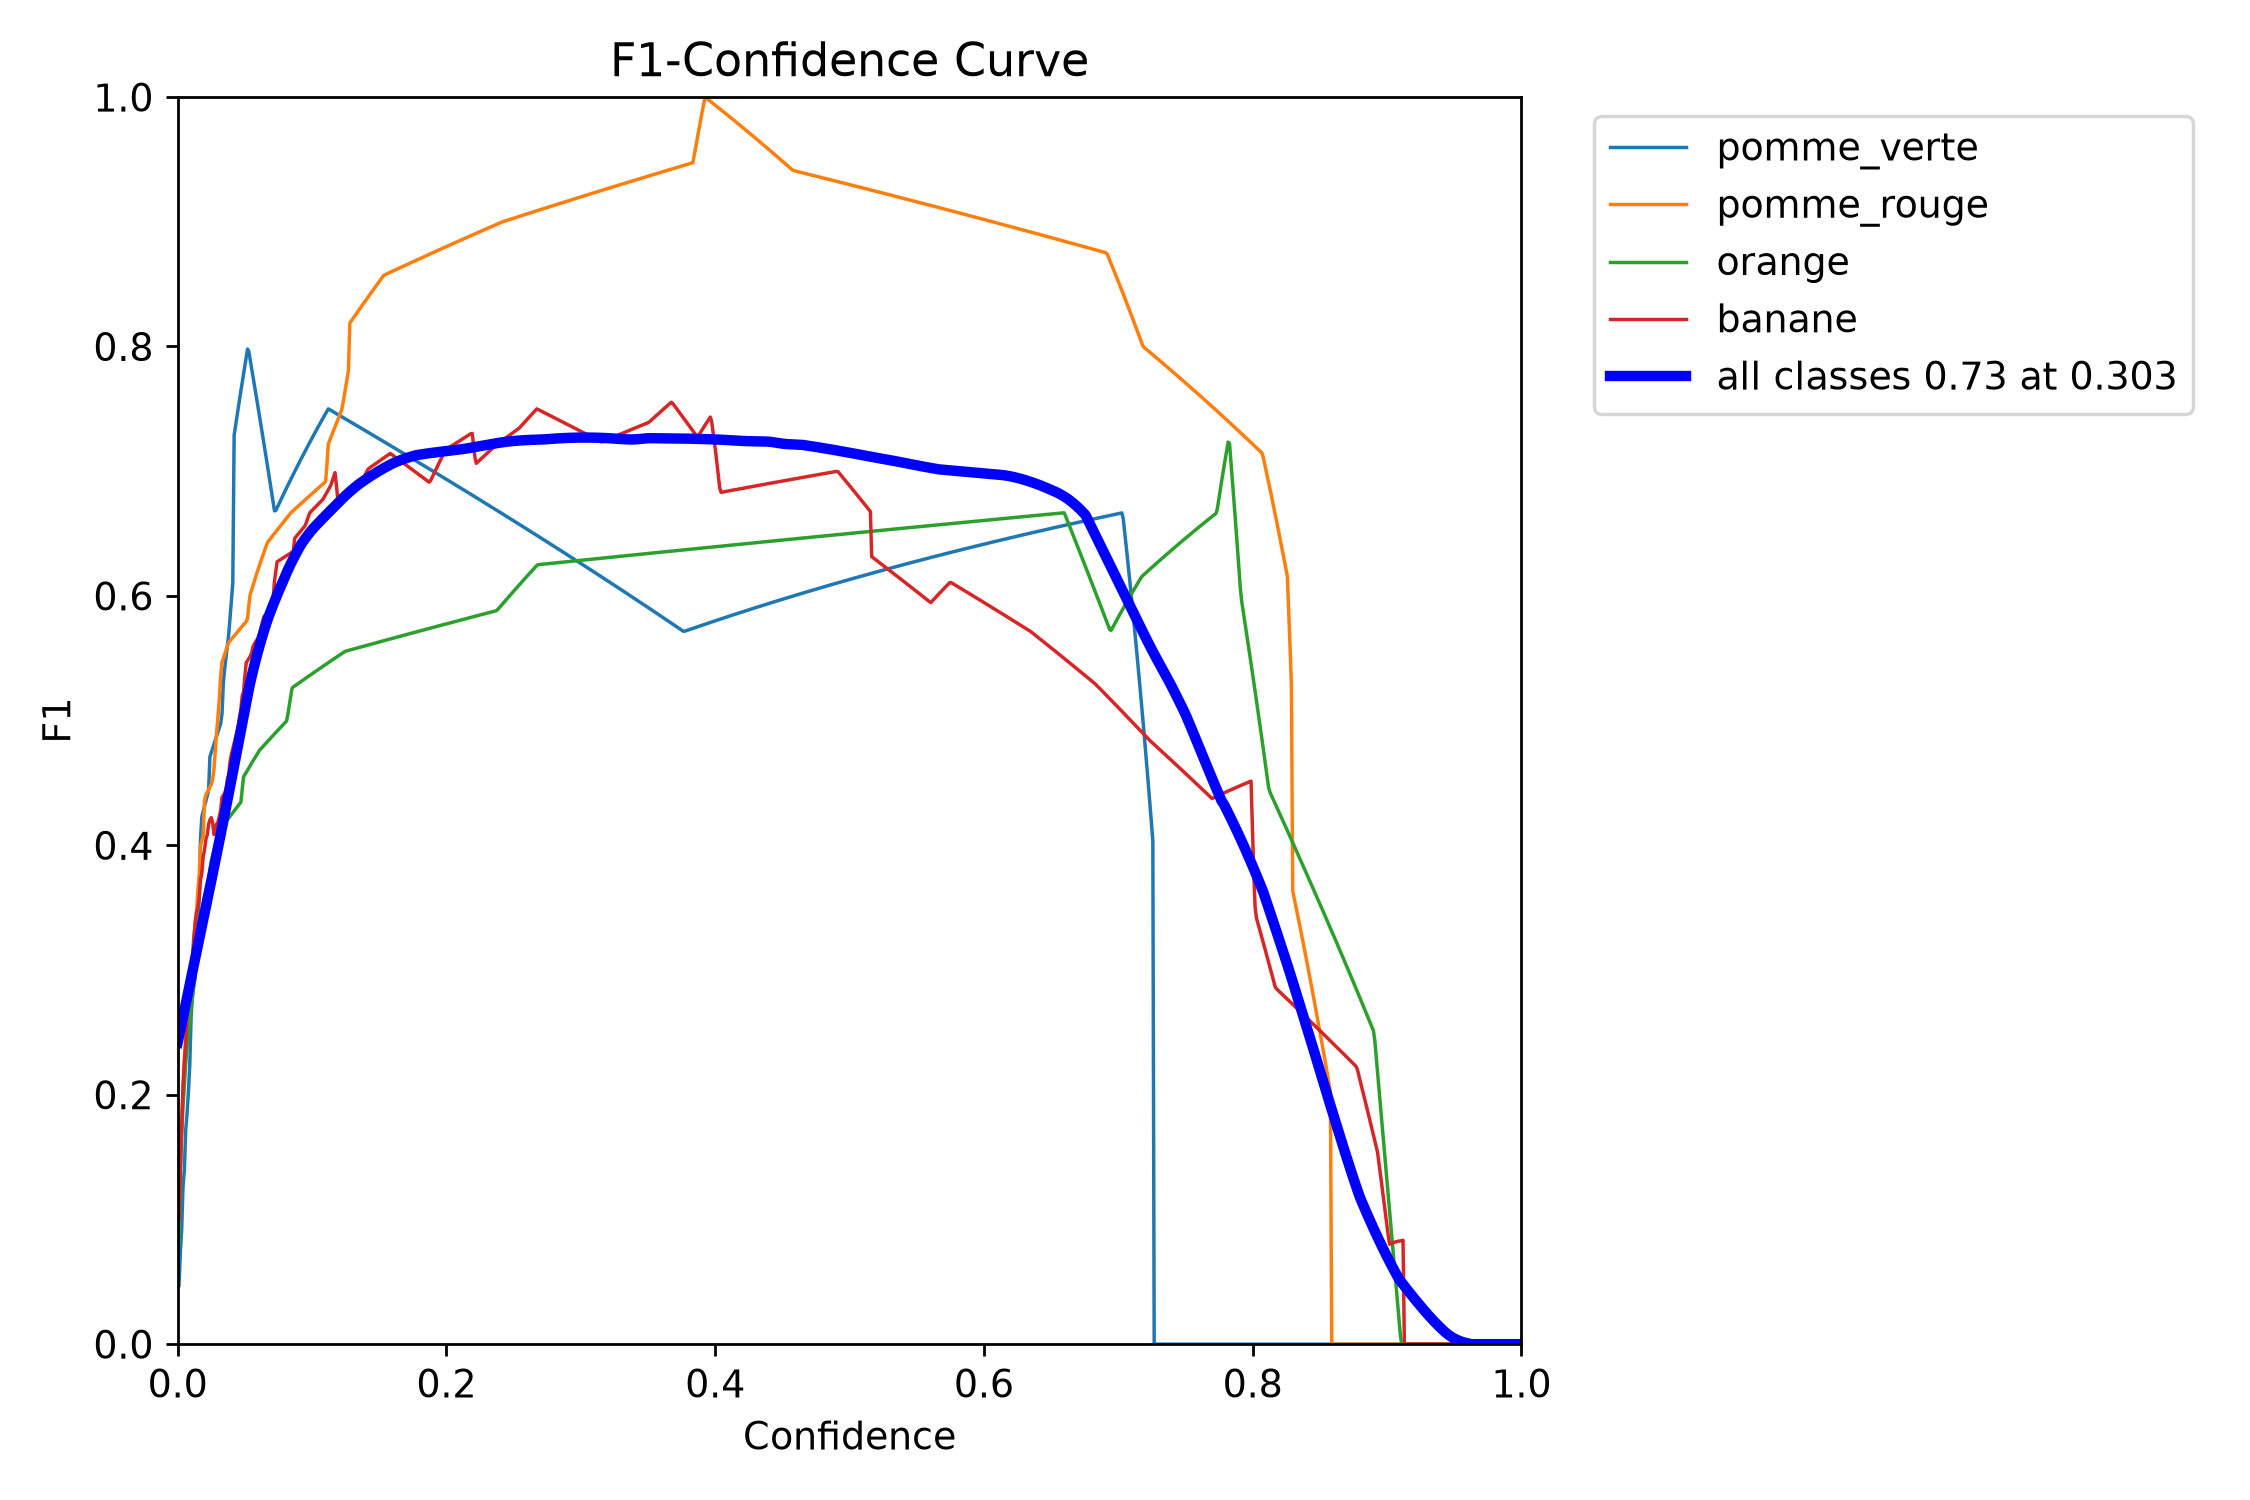 F1-Confidence Curve
pomme_verte
pomme_rouge
orange
banane
all classes 0.73 at 0.303
F1
1.0
0.8
0.6
0.4
0.2
0.0
0.0 0.2 0.4 0.6 0.8 1.0
Confidence